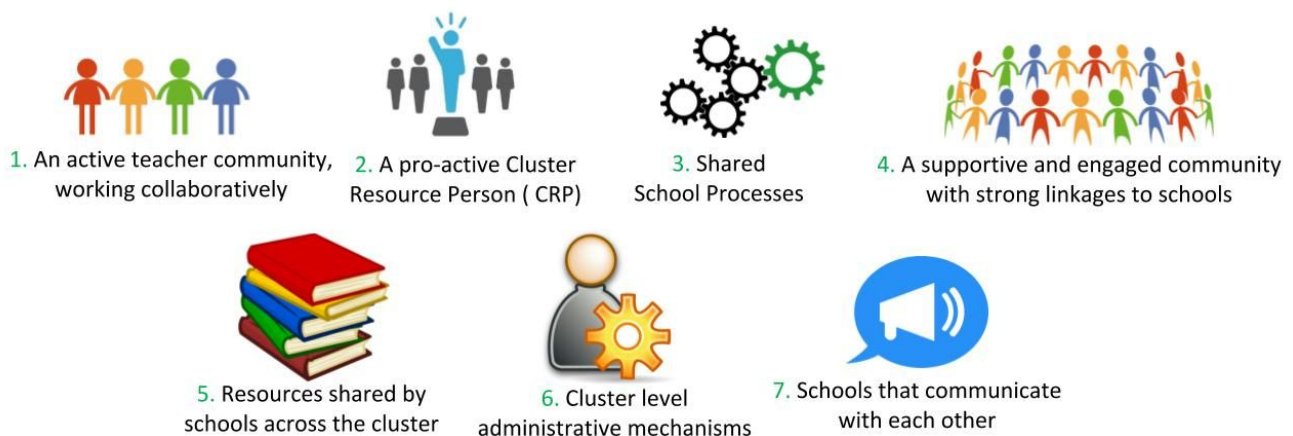 1. An active teacher community,
working collaboratively
2. A pro-active Cluster
Resource Person ( CRP)
3. Shared
School Processes
4. A supportive and engaged community
with strong linkages to schools
5. Resources shared by
schools across the cluster
6. Cluster level
administrative mechanisms
7. Schools that communicate
with each other